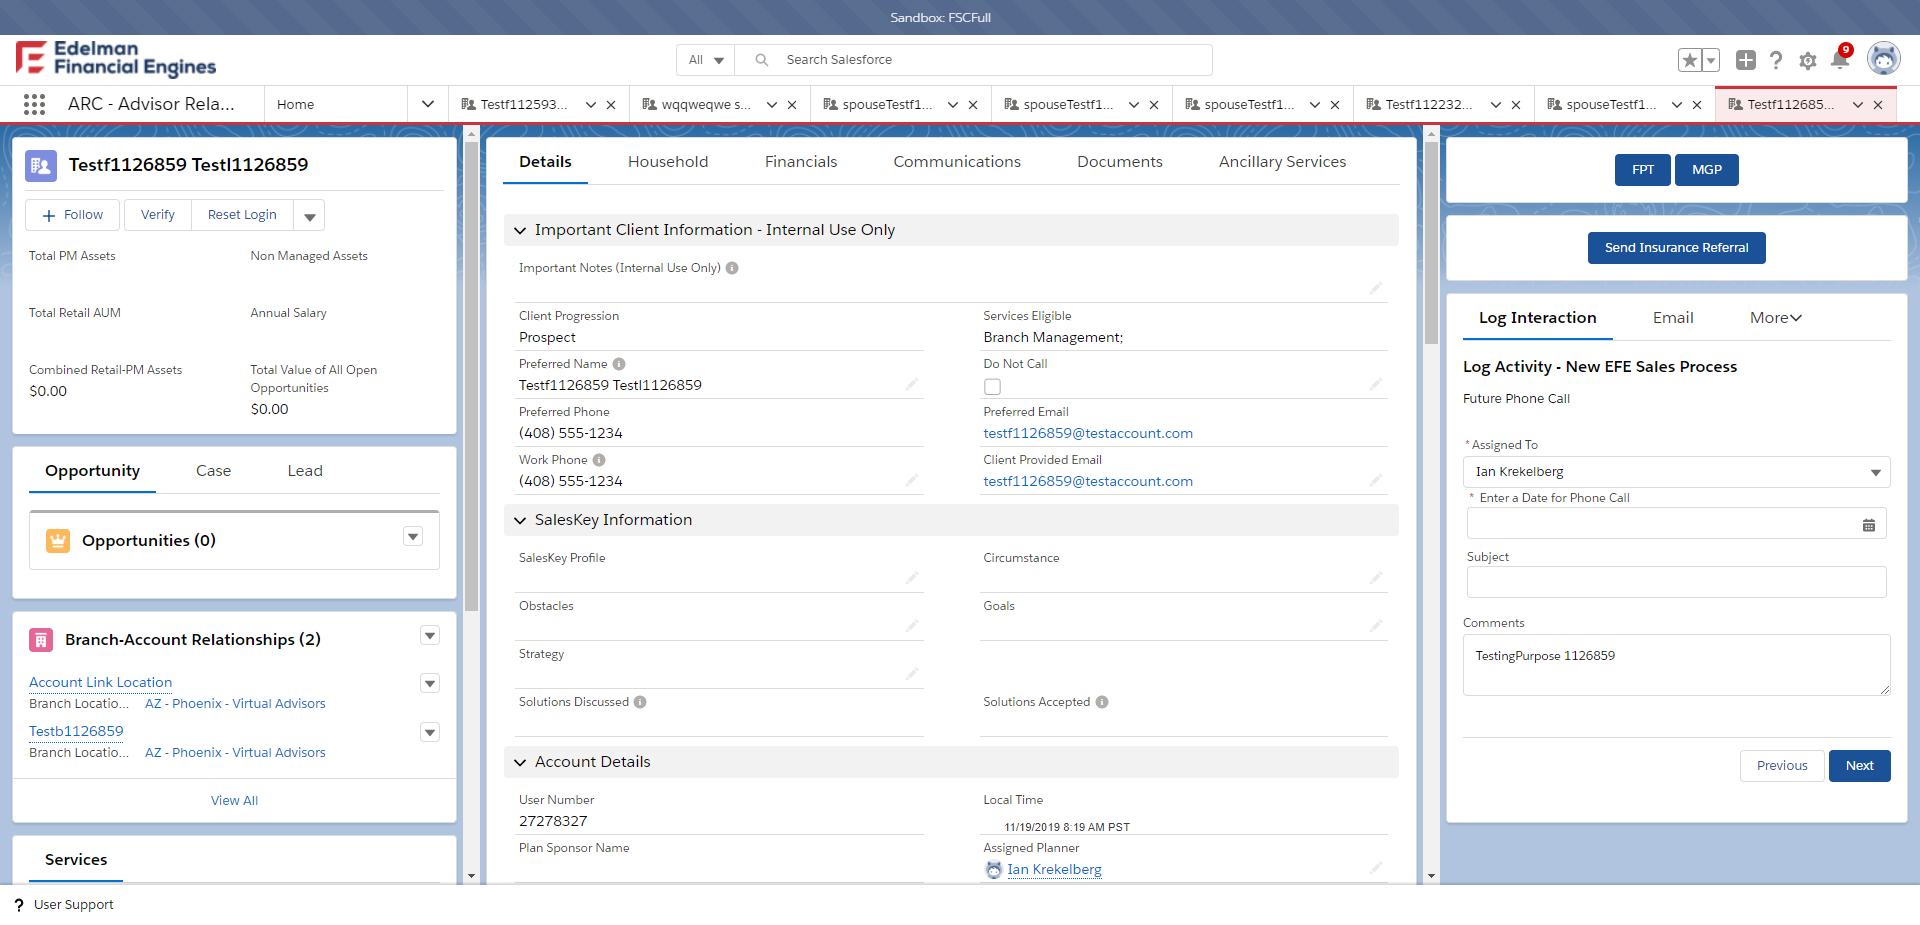 Sandbox: FSCFull
Edelman
Financial Engines
All
Search Salesforce
9
ARC - Advisor Rela...
Home
Testf112593...
wqqweqwe s...
spouseTestf1...
spouseTestf1...
spouseTestf1...
Testf112232...
spouseTestf1...
Testf112685...
Testf1126859 Testl1126859
Follow
Verify
Reset Login
Total PM Assets
Non Managed Assets
Total Retail AUM
Annual Salary
Combined Retail-PM Assets
$0.00
Total Value of All Open
Opportunities
$0.00
Opportunity
Case
Lead
Opportunities (0)
Branch-Account Relationships (2)
Account Link Location
Branch Locatio... AZ - Phoenix - Virtual Advisors
Testb1126859
Branch Locatio... AZ - Phoenix - Virtual Advisors
View All
Services
Details
Household
Financials
Communications
Documents
Ancillary Services
Important Client Information - Internal Use Only
Important Notes (Internal Use Only)
Client Progression
Prospect
Services Eligible
Branch Management;
Preferred Name
Testf1126859 Testl1126859
Do Not Call
Preferred Phone
(408) 555-1234
Preferred Email
testf1126859@testaccount.com
Work Phone
(408) 555-1234
Client Provided Email
testf1126859@testaccount.com
SalesKey Information
SalesKey Profile
Circumstance
Obstacles
Goals
Strategy
Solutions Discussed
Solutions Accepted
Account Details
User Number
27278327
Local Time
11/19/2019 8:19 AM PST
Plan Sponsor Name
Assigned Planner
Ian Krekelberg
FPT
MGP
Send Insurance Referral
Log Interaction
Email
More
Log Activity - New EFE Sales Process
Future Phone Call
*Assigned To
Ian Krekelberg
* Enter a Date for Phone Call
Subject
Comments
TestingPurpose 1126859
Previous
Next
? User Support